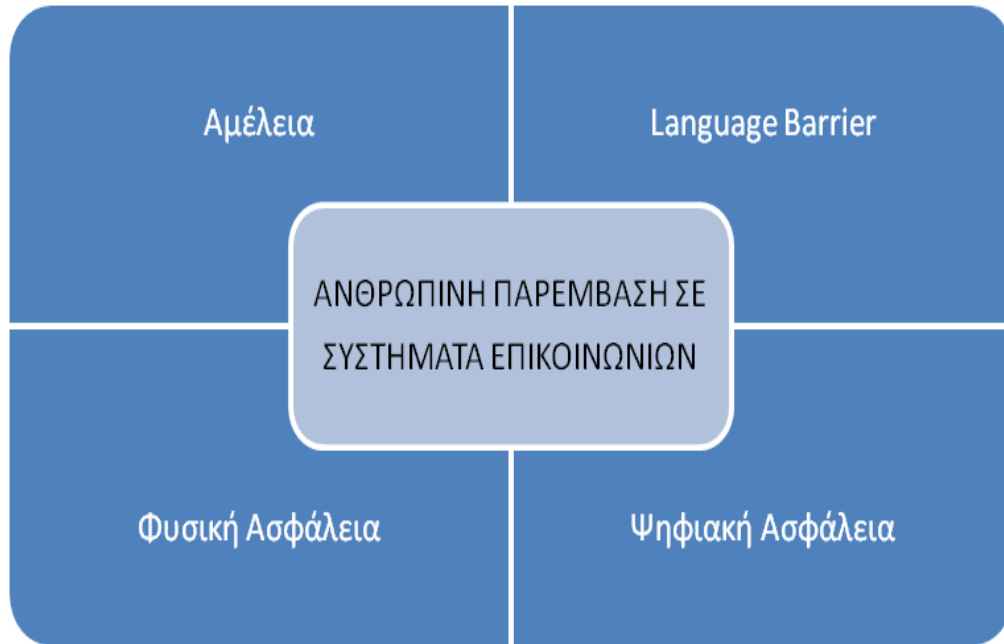 Αμέλεια
Language Barrier
ΑΝΘΡΩΠΙΝΗ ΠΑΡΕΜΒΑΣΗ ΣΕ
ΣΥΣΤΗΜΑΤΑ ΕΠΙΚΟΙΝΩΝΙΩΝ
Φυσική Ασφάλεια
Ψηφιακή Ασφάλεια